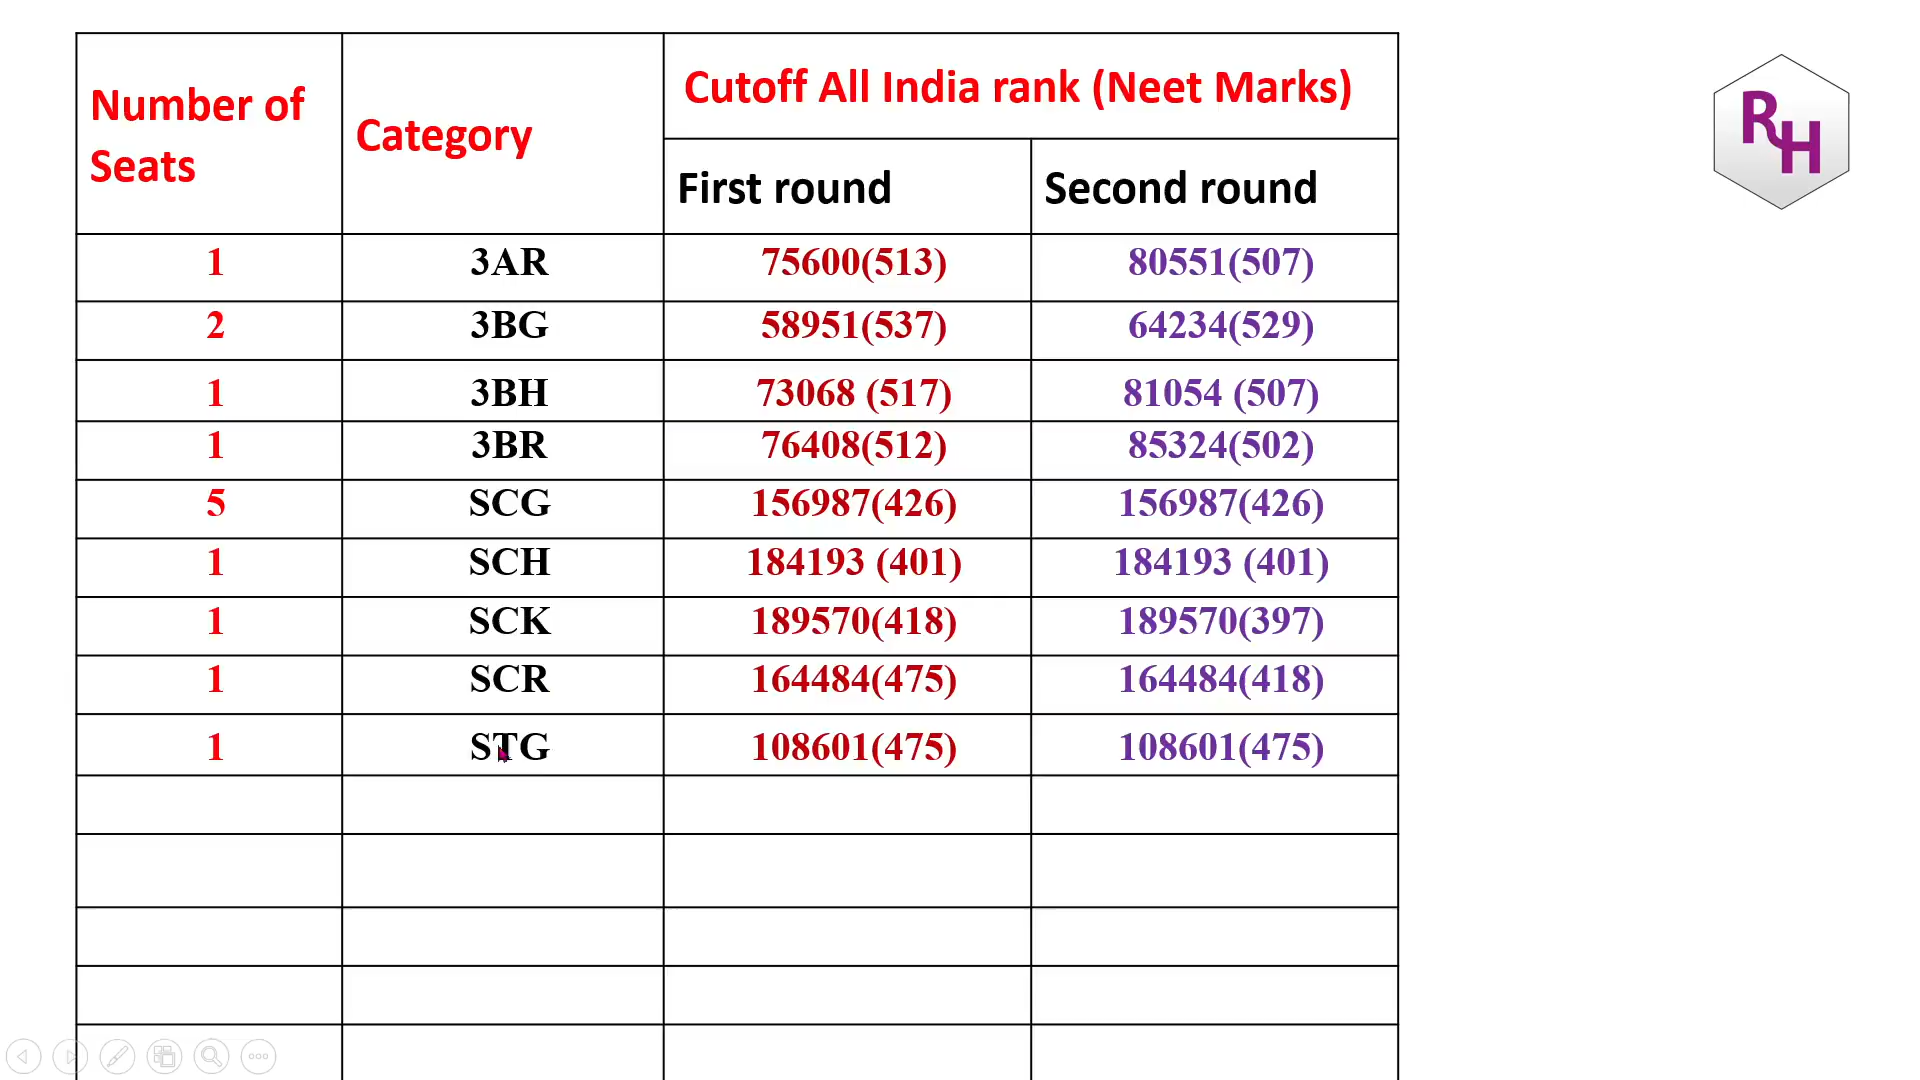 Number of Seats Category Cutoff All India rank (Neet Marks)
First round Second round
1 3AR 75600(513) 80551(507)
2 3BG 58951(537) 64234(529)
1 3BH 73068 (517) 81054 (507)
1 3BR 76408(512) 85324(502)
5 SCG 156987(426) 156987(426)
1 SCH 184193 (401) 184193 (401)
1 SCK 189570(418) 189570(397)
1 SCR 164484(475) 164484(418)
1 STG 108601(475) 108601(475)
RH